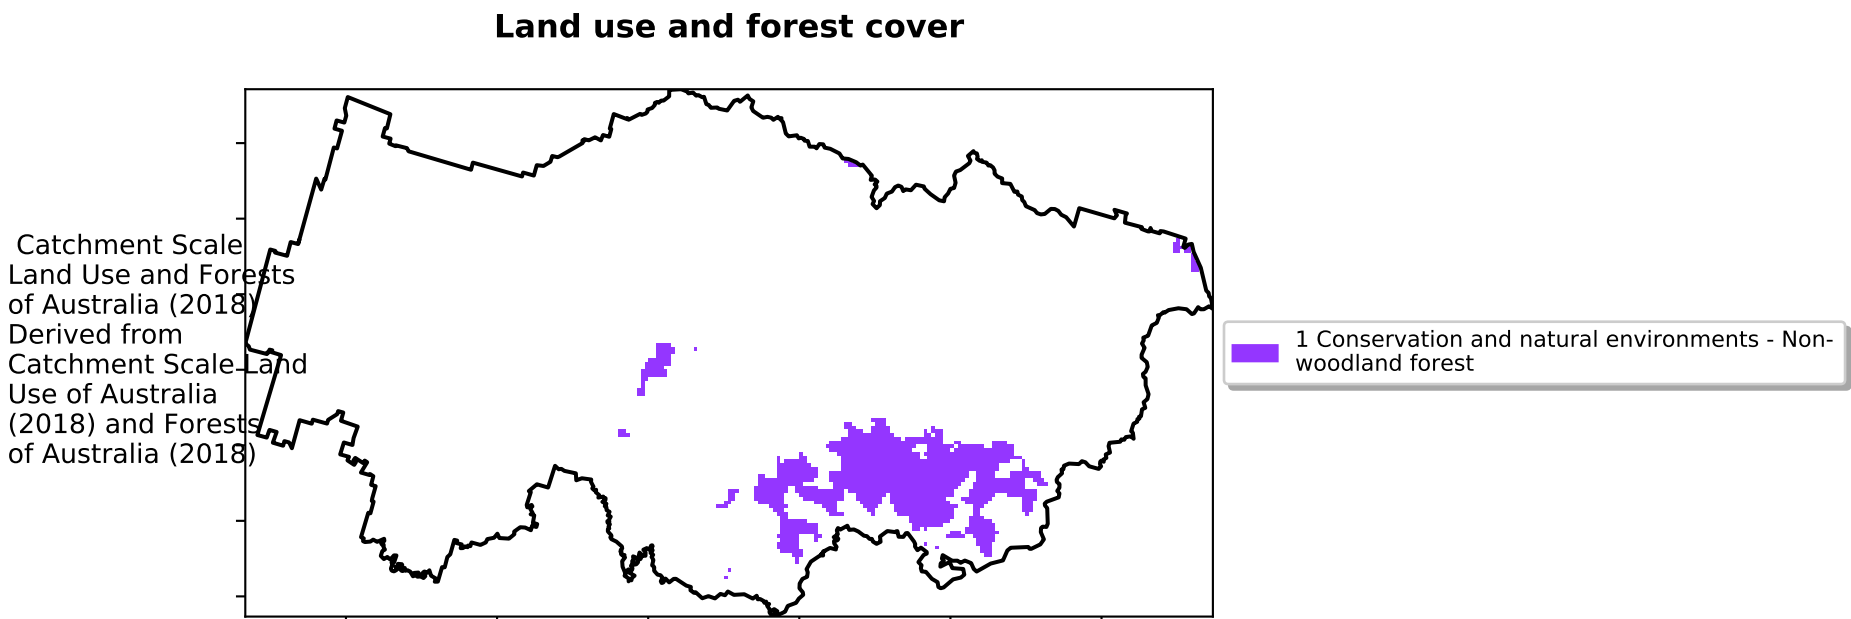 Land use and forest cover
Catchment Scale
Land Use and Forests
of Australia (2018)
Derived from
Catchment Scale Land
Use of Australia
(2018) and Forests
of Australia (2018)
1 Conservation and natural environments - Non-
woodland forest